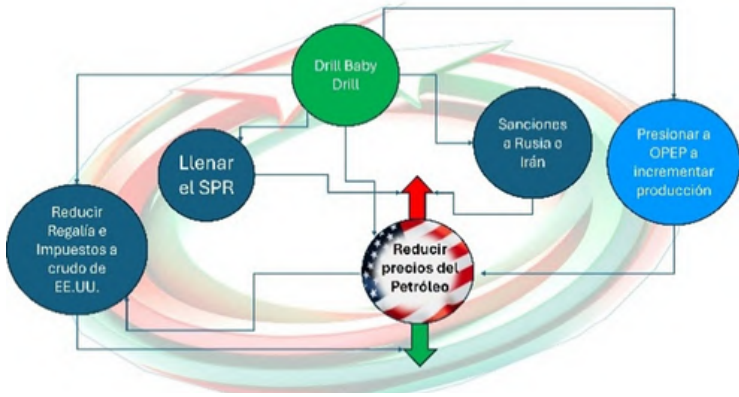 Drill Baby
Drill
Llenar
el SPR
Sanciones
a Rusia o
Irán
Presionar a
OPEP a
incrementar
producción
Reducir
Regalía e
Impuestos a
crudo de
EE.UU.
Reducir
precios del
Petróleo